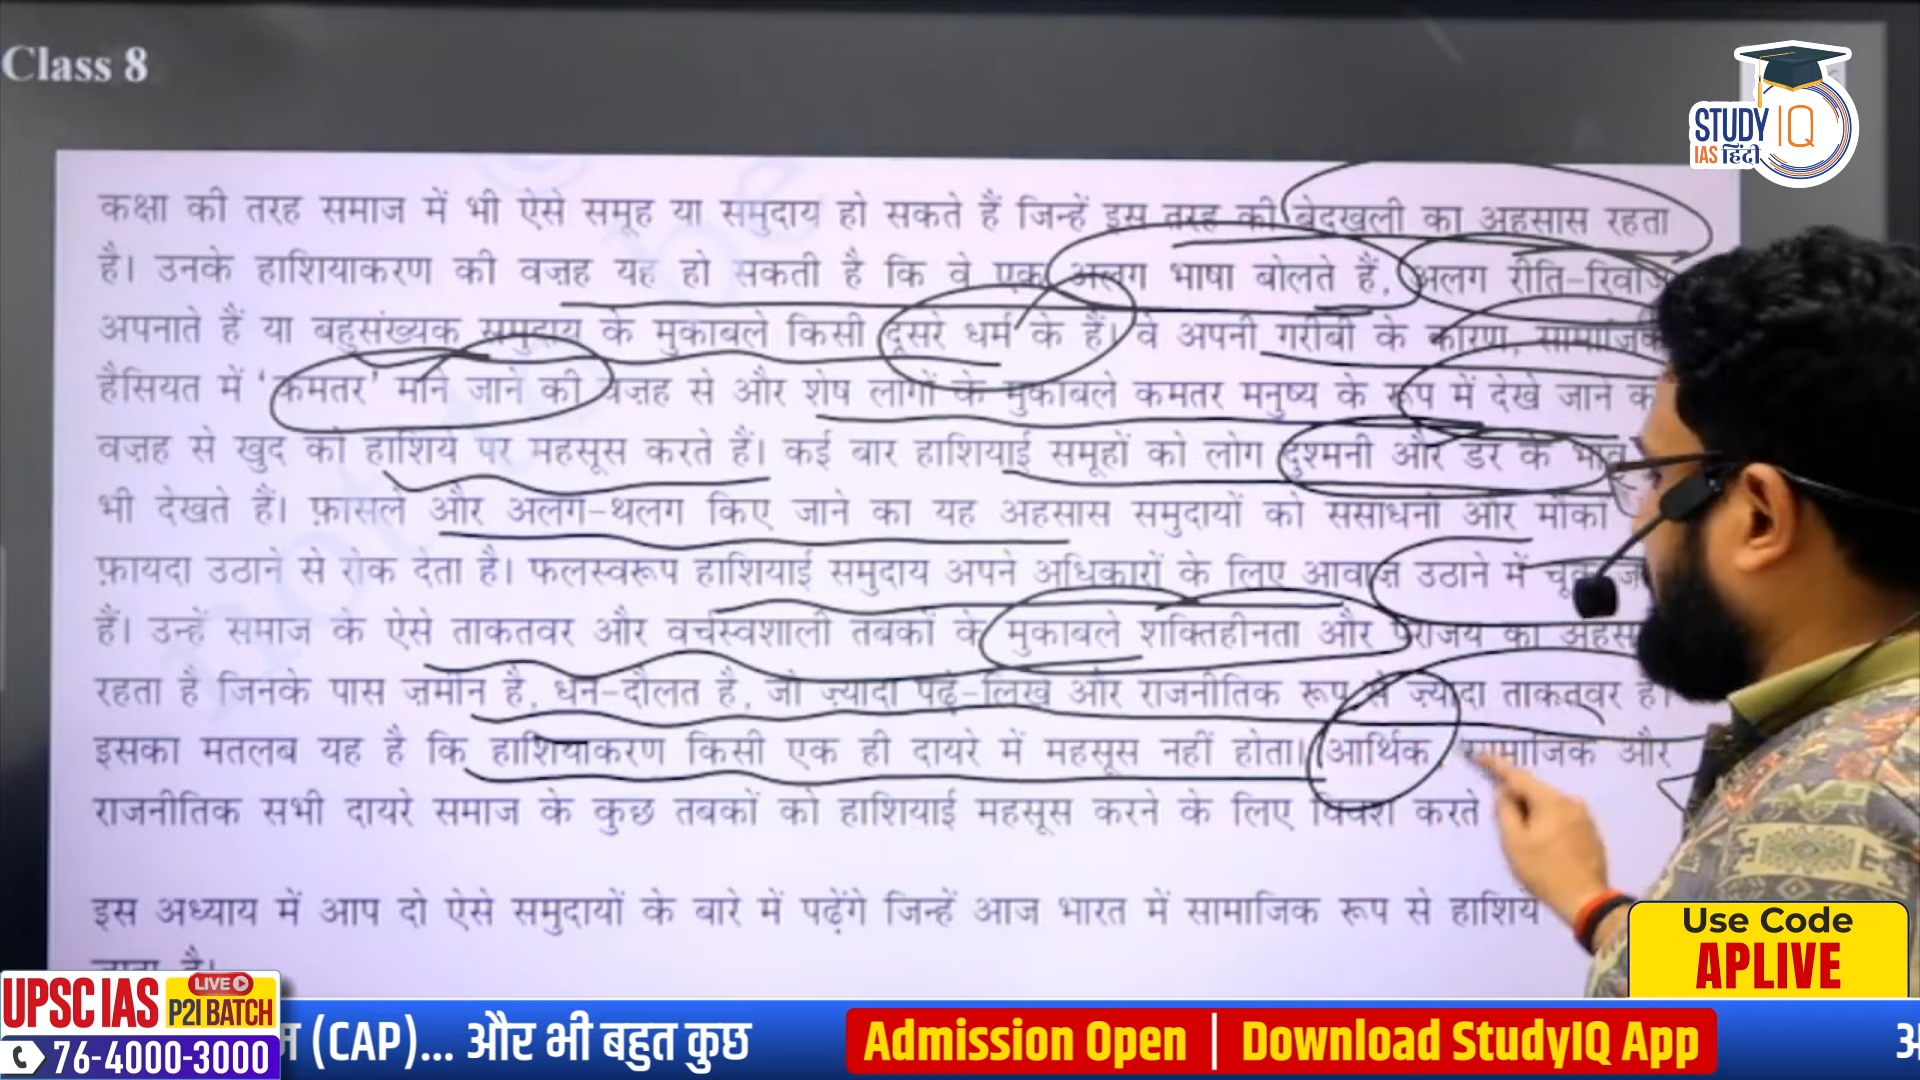 Class 8
STUDY IQ
IAS हिंदी
कक्षा की तरह समाज में भी ऐसे समूह या समुदाय हो सकते हैं जिन्हें इस तरह की बेदखली का अहसास रहता
है। उनके हाशियाकरण की वज़ह यह हो सकती है कि वे एक अलग भाषा बोलते हैं, अलग रीति-रिवाज
अपनाते हैं या बहुसंख्यक समुदाय के मुकाबले किसी दूसरे धर्म के हैं। वे अपनी गरीबी के कारण, सामाजिक
हैसियत में 'कमतर' माने जाने की वज़ह से और शेष लोगों के मुकाबले कमतर मनुष्य के रूप में देखे जाने
वज़ह से खुद को हाशिये पर महसूस करते हैं। कई बार हाशियाई समूहों को लोग दुश्मनी और डर के भाव
भी देखते हैं। फ़ासले और अलग-थलग किए जाने का यह अहसास समुदायों को संसाधनों और मौकों
फ़ायदा उठाने से रोक देता है। फलस्वरूप हाशियाई समुदाय अपने अधिकारों के लिए आवाज़ उठाने में चूक
हैं। उन्हें समाज के ऐसे ताकतवर और वर्चस्वशाली तबकों के मुकाबले शक्तिहीनता और पराजय का
रहता है जिनके पास ज़मीन है, धन-दौलत है, जो ज़्यादा पढ़े-लिखे और राजनीतिक रूप से ज़्यादा ताकतवर हैं।
इसका मतलब यह है कि हाशियाकरण किसी एक ही दायरे में महसूस नहीं होता। आर्थिक, सामाजिक और
राजनीतिक सभी दायरे समाज के कुछ तबकों को हाशियाई महसूस करने के लिए विवश करते
इस अध्याय में आप दो ऐसे समुदायों के बारे में पढ़ेंगे जिन्हें आज भारत में सामाजिक रूप से हाशिये
Use Code
APLIVE
UPSC IAS LIVE P2I BATCH
76-4000-3000
(CAP)... और भी बहुत कुछ
Admission Open | Download StudyIQ App